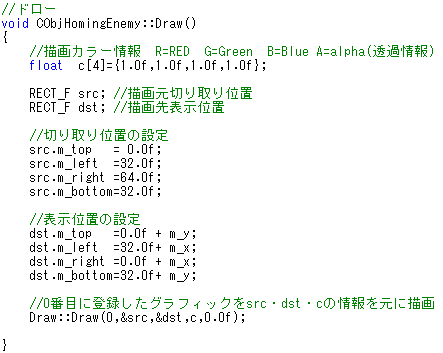 //ドロー
void CObjHomingEnemy::Draw()
{
//描画カラー情報 R=RED G=Green B=Blue A=alpha(透過情報)
float c[4]={1.0f,1.0f,1.0f,1.0f};
RECT_F src; //描画元切り取り位置
RECT_F dst; //描画先表示位置
//切り取り位置の設定
src.m_top = 0.0f;
src.m_left =32.0f;
src.m_right =64.0f;
src.m_bottom=32.0f;
//表示位置の設定
dst.m_top =0.0f + m_y;
dst.m_left =32.0f+ m_x;
dst.m_right =0.0f + m_x;
dst.m_bottom=32.0f+ m_y;
//0番目に登録したグラフィックをsrc・dst・cの情報を元に描画
Draw::Draw(0,&src,&dst,c,0.0f);
}